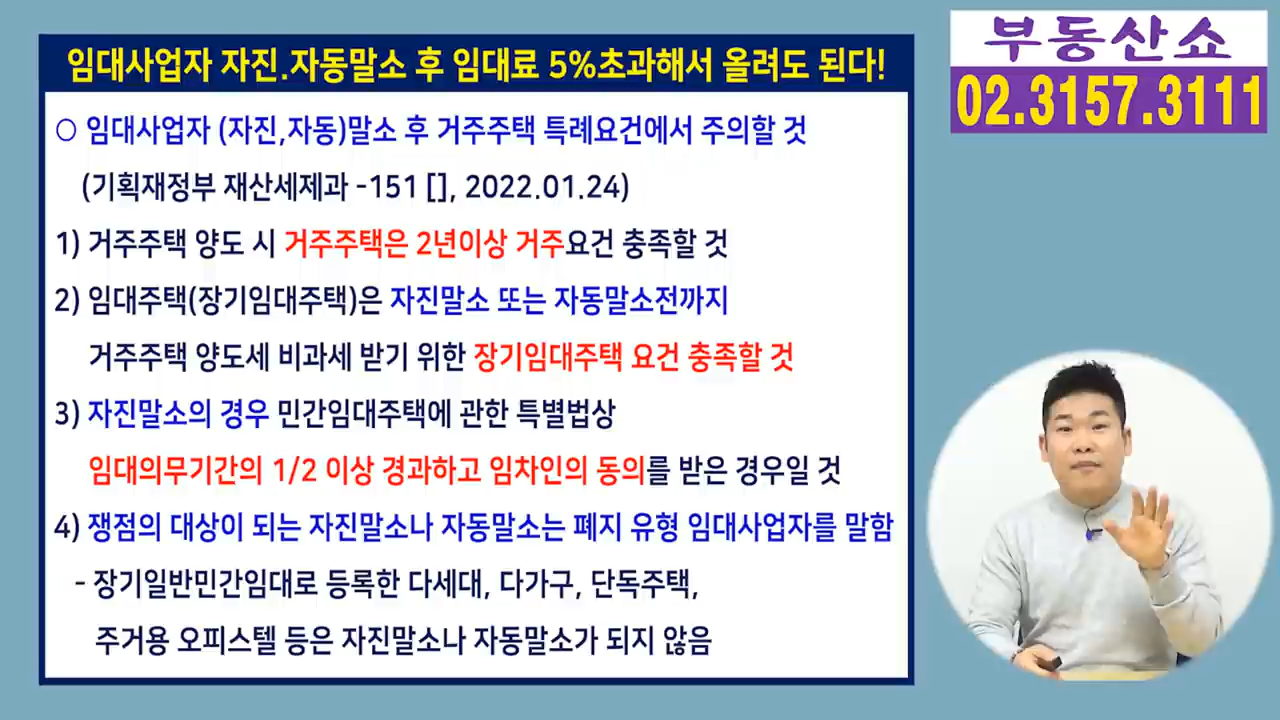 부동산쇼
02.3157.3111
임대사업자 자진.자동말소 후 임대료 5%초과해서 올려도 된다!
○ 임대사업자 (자진,자동)말소 후 거주주택 특례요건에서 주의할 것
(기획재정부 재산세제과 -151 [], 2022.01.24)
1) 거주주택 양도 시 거주주택은 2년이상 거주요건 충족할 것
2) 임대주택(장기임대주택)은 자진말소 또는 자동말소전까지
거주주택 양도세 비과세 받기 위한 장기임대주택 요건 충족할 것
3) 자진말소의 경우 민간임대주택에 관한 특별법상
임대의무기간의 1/2 이상 경과하고 임차인의 동의를 받은 경우일 것
4) 쟁점의 대상이 되는 자진말소나 자동말소는 폐지 유형 임대사업자를 말함
- 장기일반민간임대로 등록한 다세대, 다가구, 단독주택,
주거용 오피스텔 등은 자진말소나 자동말소가 되지 않음